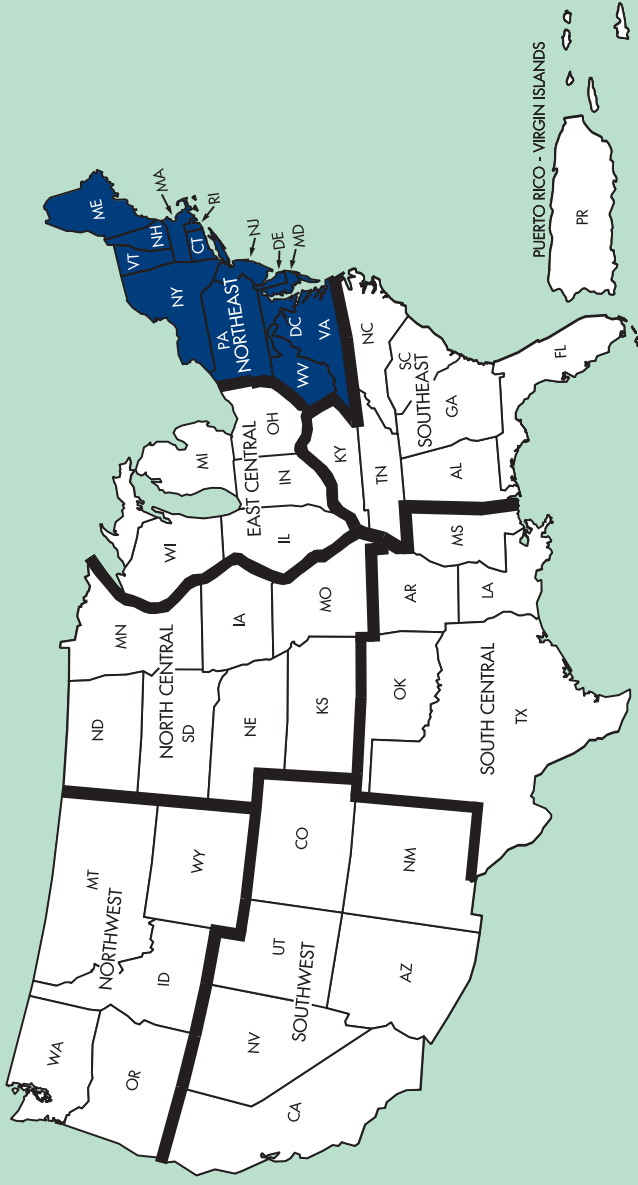 WA
OR
MT
NORTHWEST
ID
WY
CA
NV
UT
SOUTHWEST
CO
AZ
NM
ND
MN
NORTH CENTRAL
SD
NE
IA
KS
MO
OK
AR
SOUTH CENTRAL
TX
LA
MS
WI
MI
EAST CENTRAL
IL
IN
OH
KY
TN
NC
SC
SOUTHEAST
AL
GA
FL
ME
VT
NH
MA
NY
CT
RI
PA
NORTHEAST
NJ
DE
MD
DC
WV
VA
PUERTO RICO - VIRGIN ISLANDS
PR